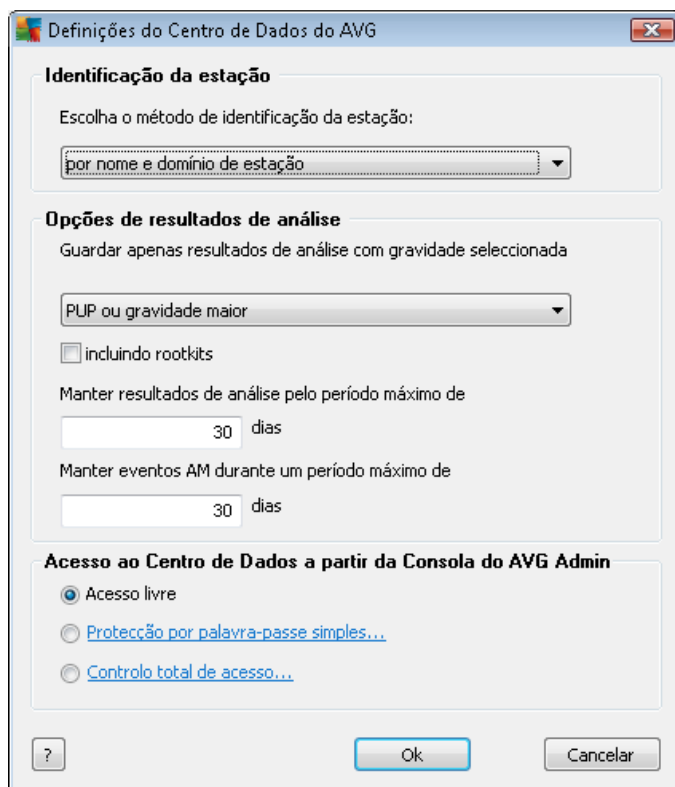 Definições do Centro de Dados do AVG
Identificação da estação
Escolha o método de identificação da estação:
por nome e domínio de estação
Opções de resultados de análise
Guardar apenas resultados de análise com gravidade seleccionada
PUP ou gravidade maior
incluindo rootkits
Manter resultados de análise pelo período máximo de
30 dias
Manter eventos AM durante um período máximo de
30 dias
Acesso ao Centro de Dados a partir da Consola do AVG Admin
Acesso livre
Protecção por palavra-passe simples...
Controlo total de acesso...
? Ok Cancelar